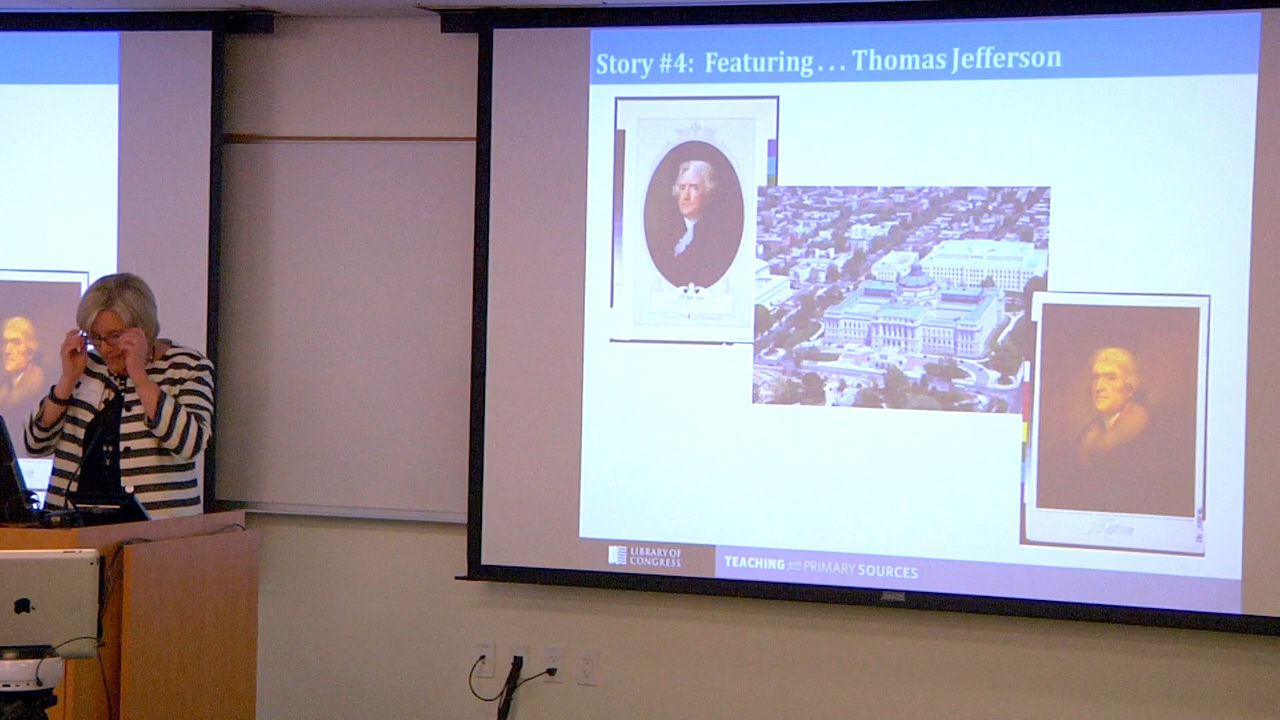 Story #4: Featuring... Thomas Jefferson
LIBRARY OF
CONGRESS
TEACHING with PRIMARY SOURCES